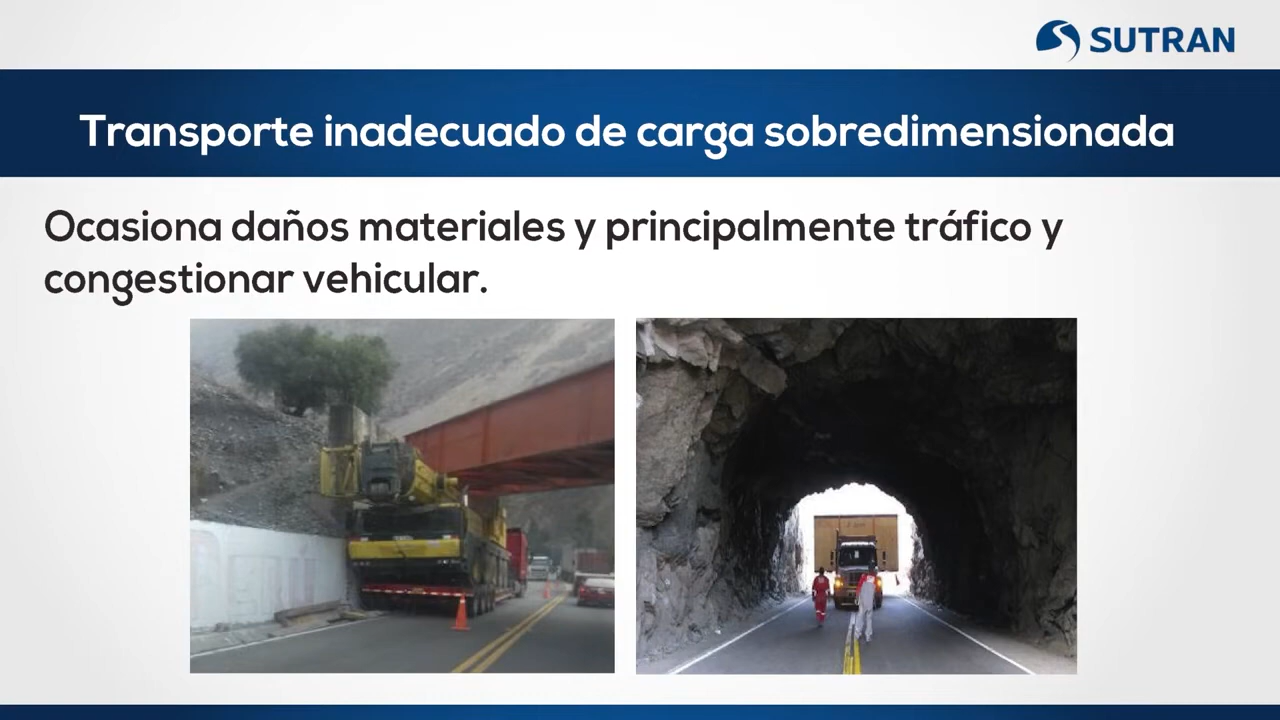 SUTRAN
Transporte inadecuado de carga sobredimensionada
Ocasiona daños materiales y principalmente tráfico y
congestionar vehicular.